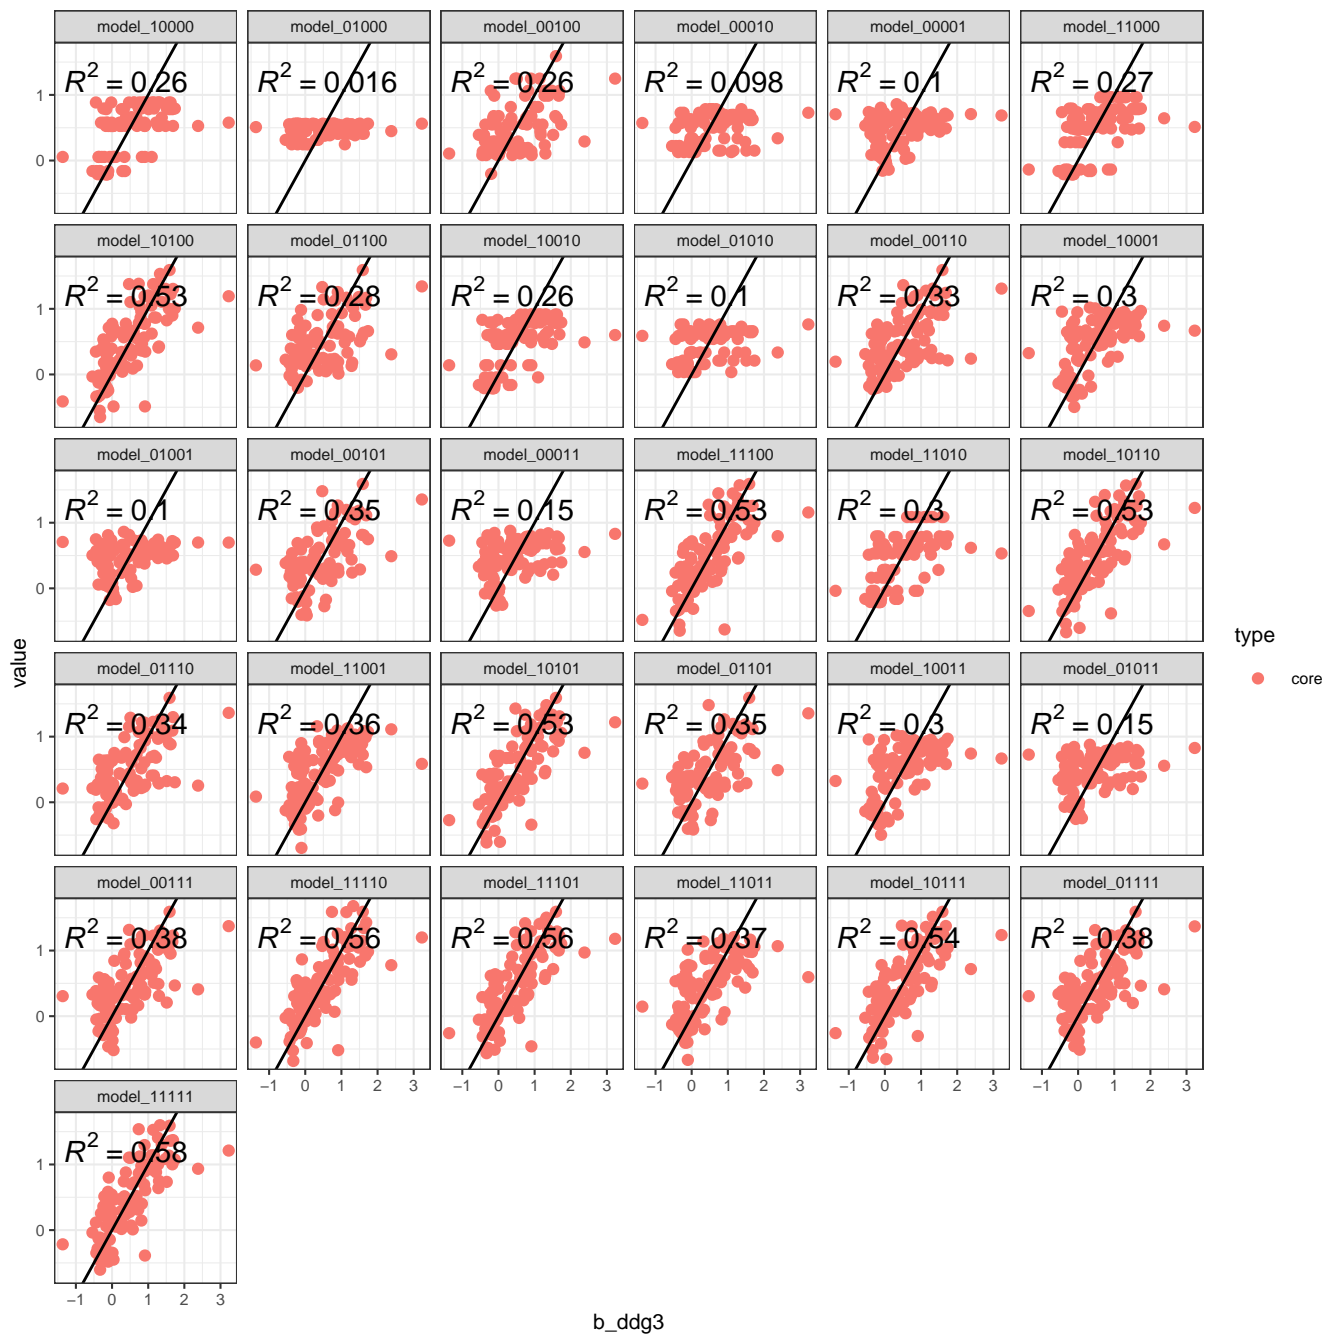 model_10000 model_01000 model_00100 model_00010 model_00001 model_11000
R² = 0.26 R² = 0.016 R² = 0.26 R² = 0.098 R² = 0.1 R² = 0.27
1
0
model_10100 model_01100 model_10010 model_01010 model_00110 model_10001
R² = 0.53 R² = 0.28 R² = 0.26 R² = 0.1 R² = 0.33 R² = 0.3
1
0
model_01001 model_00101 model_00011 model_11100 model_11010 model_10110
R² = 0.1 R² = 0.35 R² = 0.15 R² = 0.53 R² = 0.3 R² = 0.53
1
0
value
type
core
model_01110 model_11001 model_10101 model_01101 model_10011 model_01011
R² = 0.34 R² = 0.36 R² = 0.53 R² = 0.35 R² = 0.3 R² = 0.15
1
0
model_00111 model_11110 model_11101 model_11011 model_10111 model_01111
R² = 0.38 R² = 0.56 R² = 0.56 R² = 0.37 R² = 0.54 R² = 0.38
1
0
−1 0 1 2 3 −1 0 1 2 3 −1 0 1 2 3 −1 0 1 2 3 −1 0 1 2 3
model_11111
R² = 0.58
1
0
−1 0 1 2 3
b_ddg3